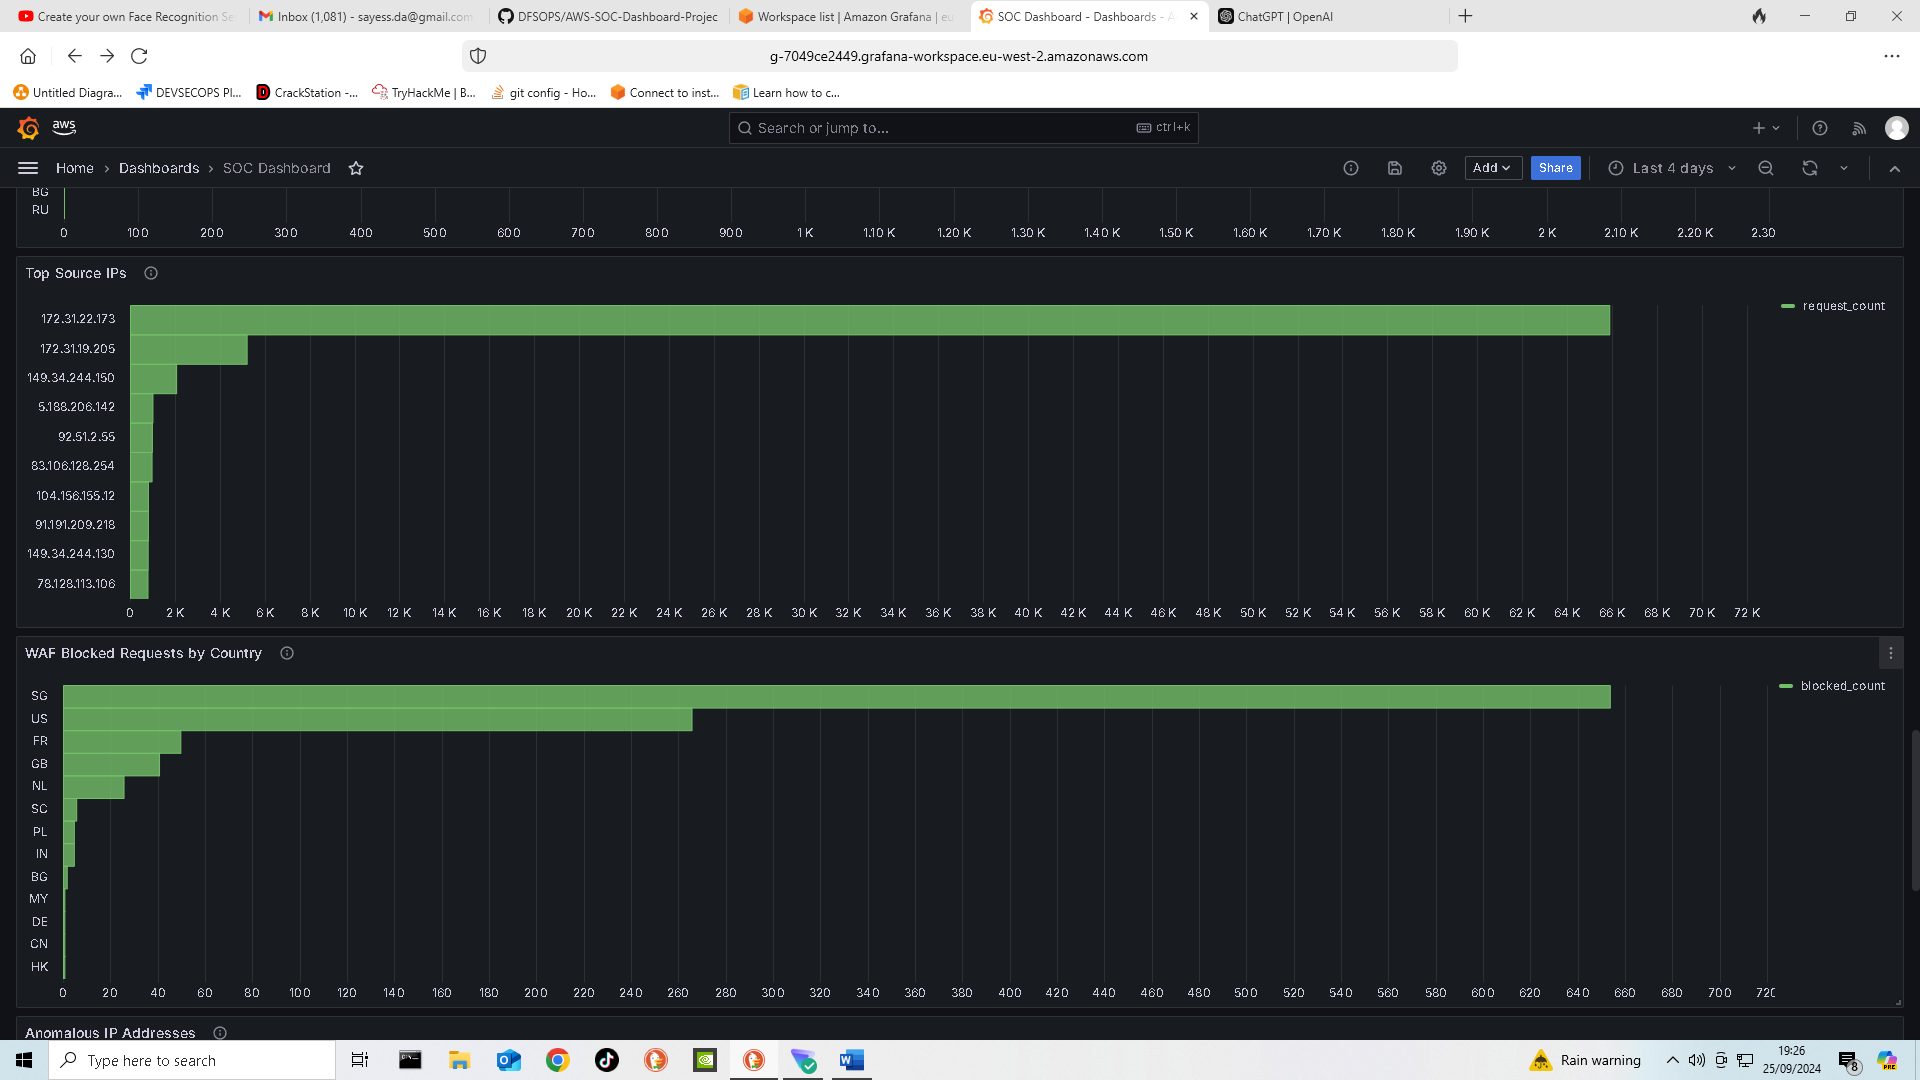 Create your own Face Recognition Se
Inbox (1,081) - sayess.da@gmail.com
DFSOPS/AWS-SOC-Dashboard-Projec
Workspace list | Amazon Grafana | eu
SOC Dashboard - Dashboards - A
ChatGPT | OpenAI
g-7049ce2449.grafana-workspace.eu-west-2.amazonaws.com
Untitled Diagra...
DEVSECOPS Pl...
CrackStation -...
TryHackMe | B...
git config - Ho...
Connect to inst...
Learn how to c...
aws
Search or jump to...
ctrl+k
Home › Dashboards › SOC Dashboard
Add
Share
Last 4 days
BG
RU
0 100 200 300 400 500 600 700 800 900 1 K 1.10 K 1.20 K 1.30 K 1.40 K 1.50 K 1.60 K 1.70 K 1.80 K 1.90 K 2 K 2.10 K 2.20 K 2.30
Top Source IPs
request_count
172.31.22.173
172.31.19.205
149.34.244.150
5.188.206.142
92.51.2.55
83.106.128.254
104.156.155.12
91.191.209.218
149.34.244.130
78.128.113.106
0 2 K 4 K 6 K 8 K 10 K 12 K 14 K 16 K 18 K 20 K 22 K 24 K 26 K 28 K 30 K 32 K 34 K 36 K 38 K 40 K 42 K 44 K 46 K 48 K 50 K 52 K 54 K 56 K 58 K 60 K 62 K 64 K 66 K 68 K 70 K 72 K
WAF Blocked Requests by Country
blocked_count
SG
US
FR
GB
NL
SC
PL
IN
BG
MY
DE
CN
HK
0 20 40 60 80 100 120 140 160 180 200 220 240 260 280 300 320 340 360 380 400 420 440 460 480 500 520 540 560 580 600 620 640 660 680 700 720
Anomalous IP Addresses
Type here to search
Rain warning
19:26
25/09/2024
8
PRE